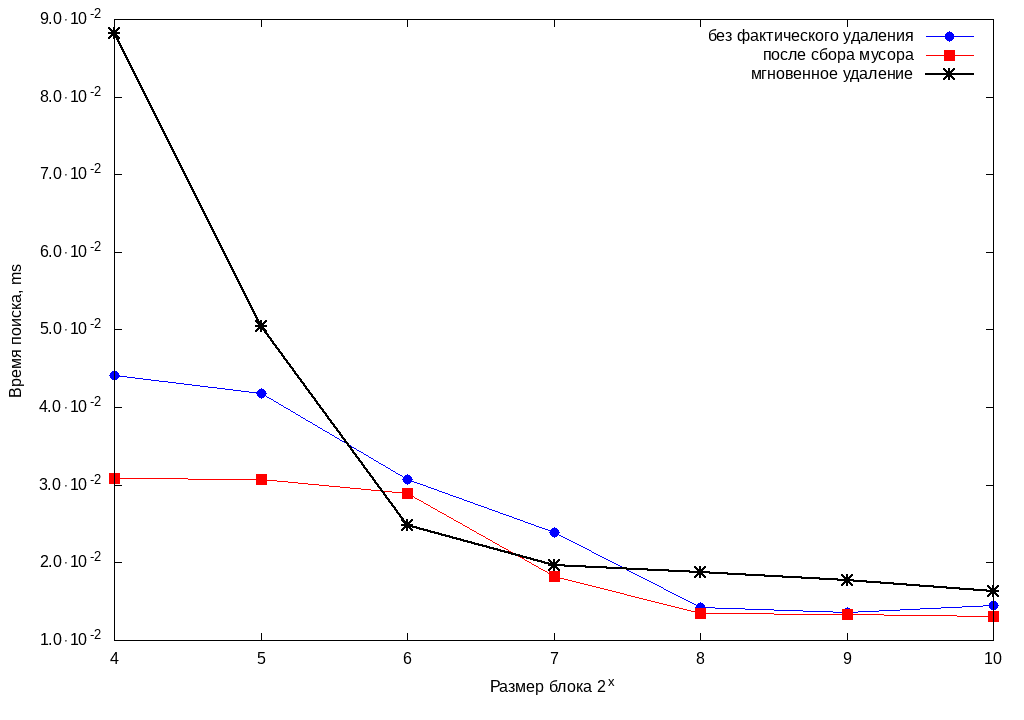 9.0·10^-2
8.0·10^-2
7.0·10^-2
6.0·10^-2
5.0·10^-2
4.0·10^-2
3.0·10^-2
2.0·10^-2
1.0·10^-2
Время поиска, ms
без фактического удаления
после сбора мусора
мгновенное удаление
4 5 6 7 8 9 10
Размер блока 2^x